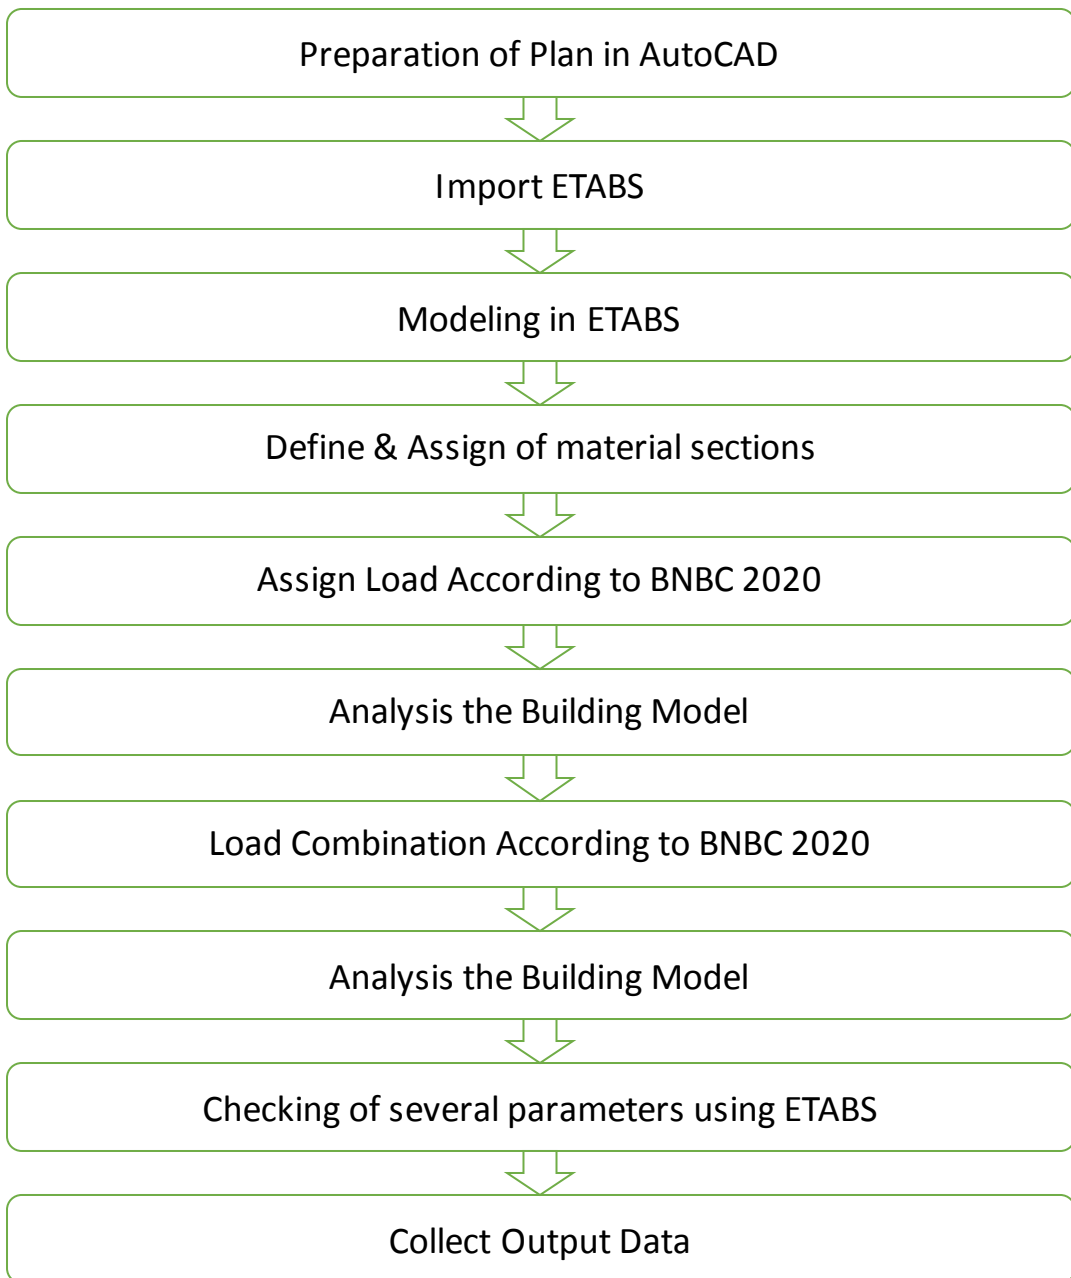 Preparation of Plan in AutoCAD
Import ETABS
Modeling in ETABS
Define & Assign of material sections
Assign Load According to BNBC 2020
Analysis the Building Model
Load Combination According to BNBC 2020
Analysis the Building Model
Checking of several parameters using ETABS
Collect Output Data